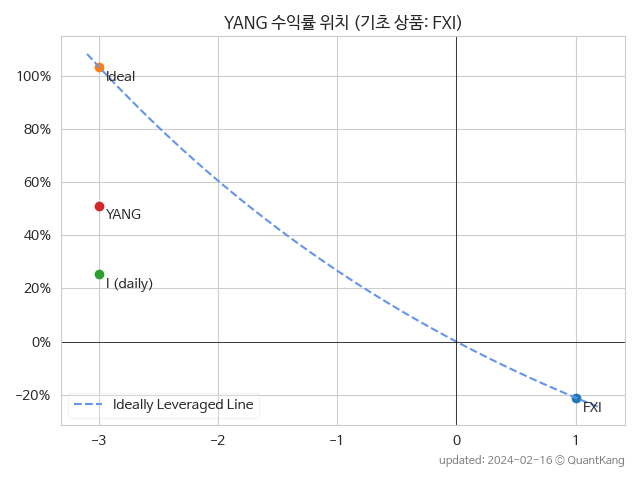 YANG 수익률 위치 (기초 상품: FXI)
100%
80%
60%
40%
20%
0%
−20%
Ideal
YANG
I (daily)
FXI
Ideally Leveraged Line
−3
−2
−1
0
1
updated: 2024-02-16 © QuantKang